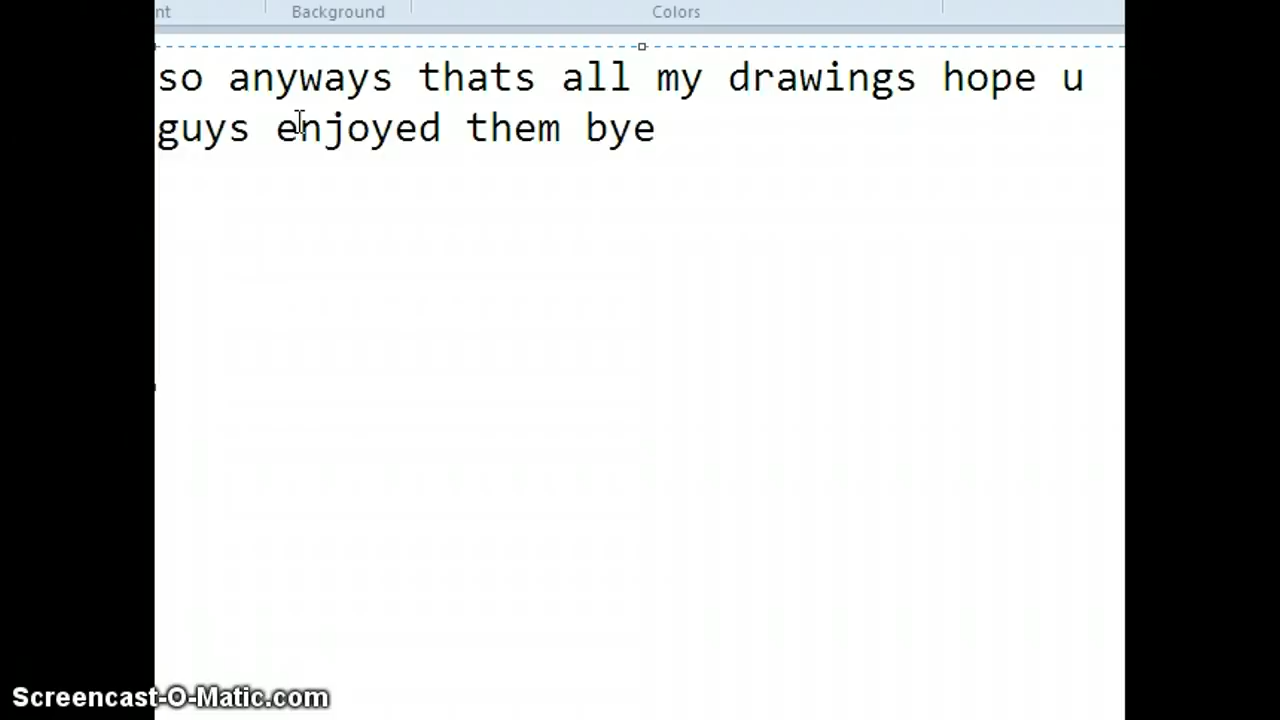 nt Background Colors
so anyways thats all my drawings hope u
guys enjoyed them bye
Screencast-O-Matic.com